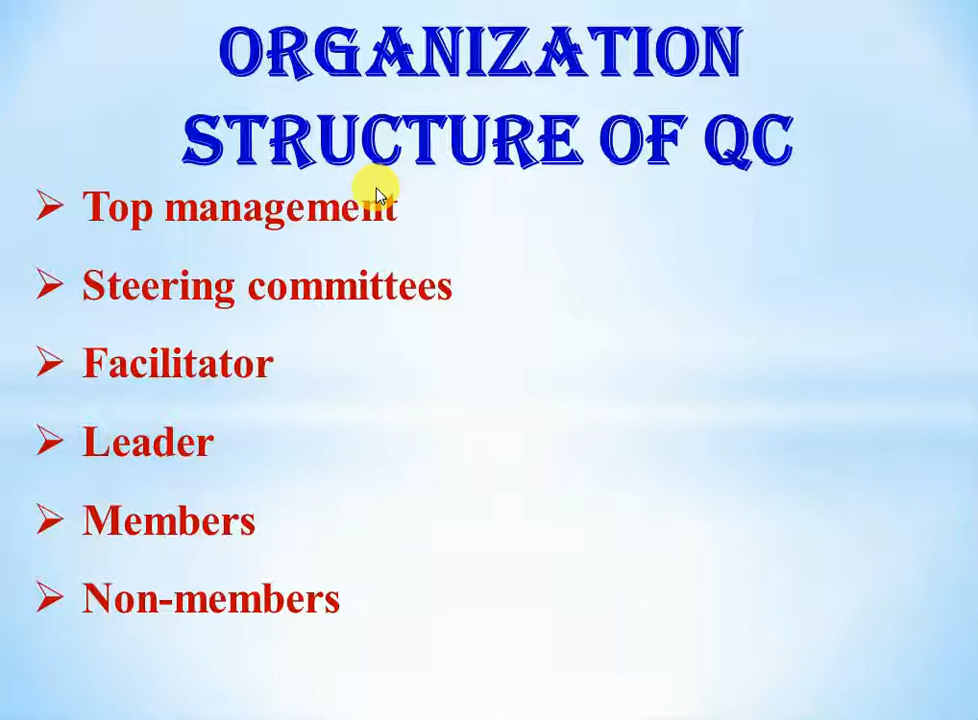 ORGANIZATION
STRUCTURE OF QC
Top management
Steering committees
Facilitator
Leader
Members
Non-members